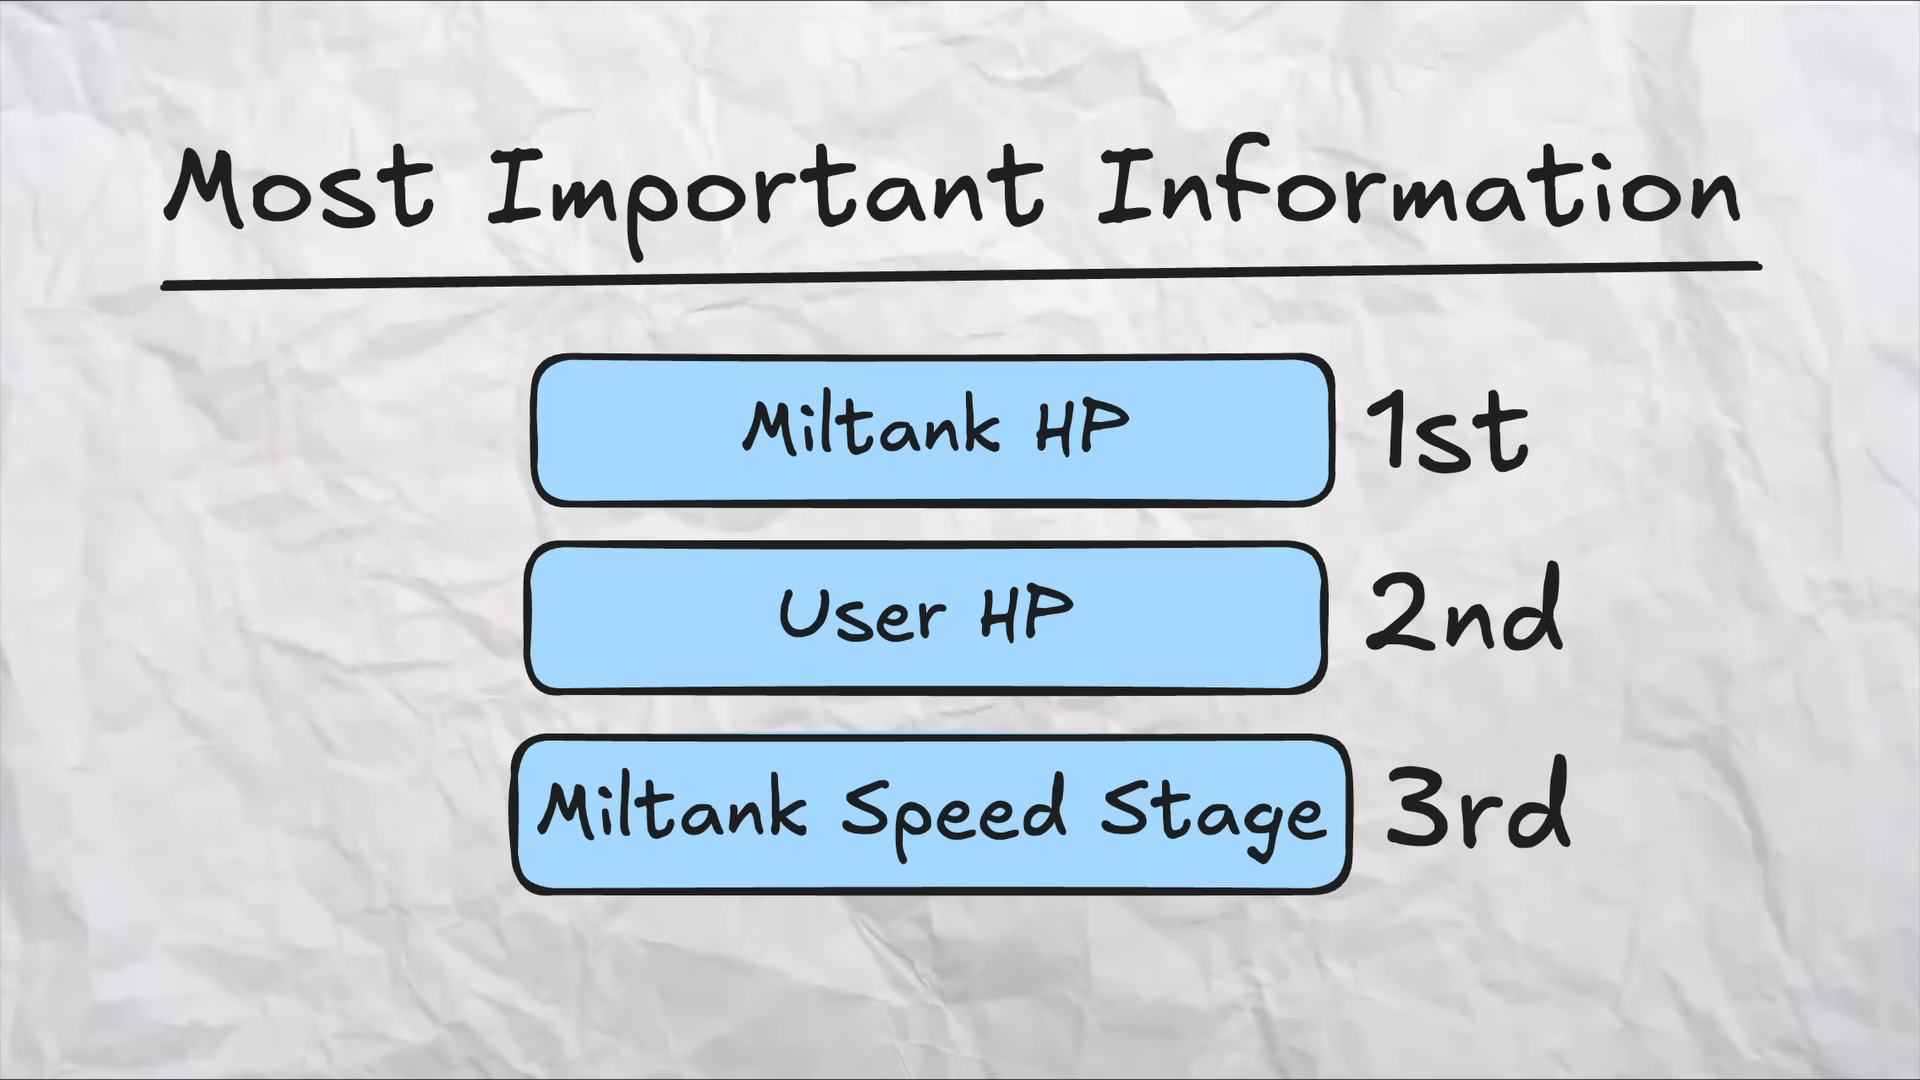 Most Important Information
Miltank HP 1st
User HP 2nd
Miltank Speed Stage 3rd